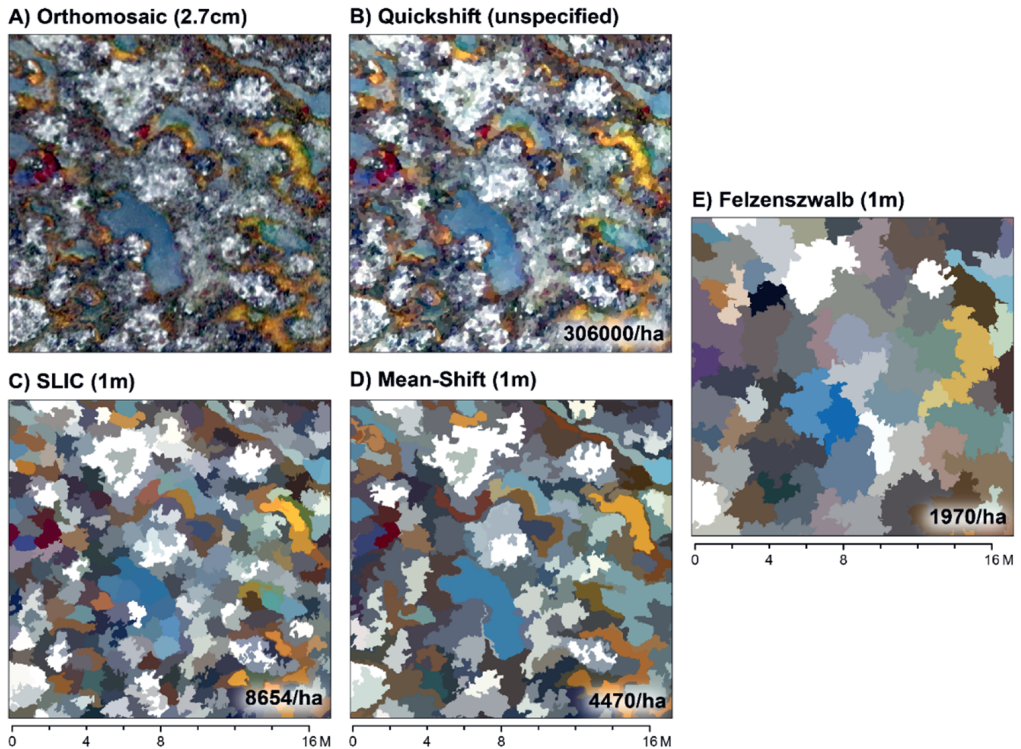 A) Orthomosaic (2.7cm)
B) Quickshift (unspecified)
306000/ha
E) Felzenszwalb (1m)
1970/ha
0 4 8 16 M
C) SLIC (1m)
D) Mean-Shift (1m)
8654/ha
4470/ha
0 4 8 16 M
0 4 8 16 M